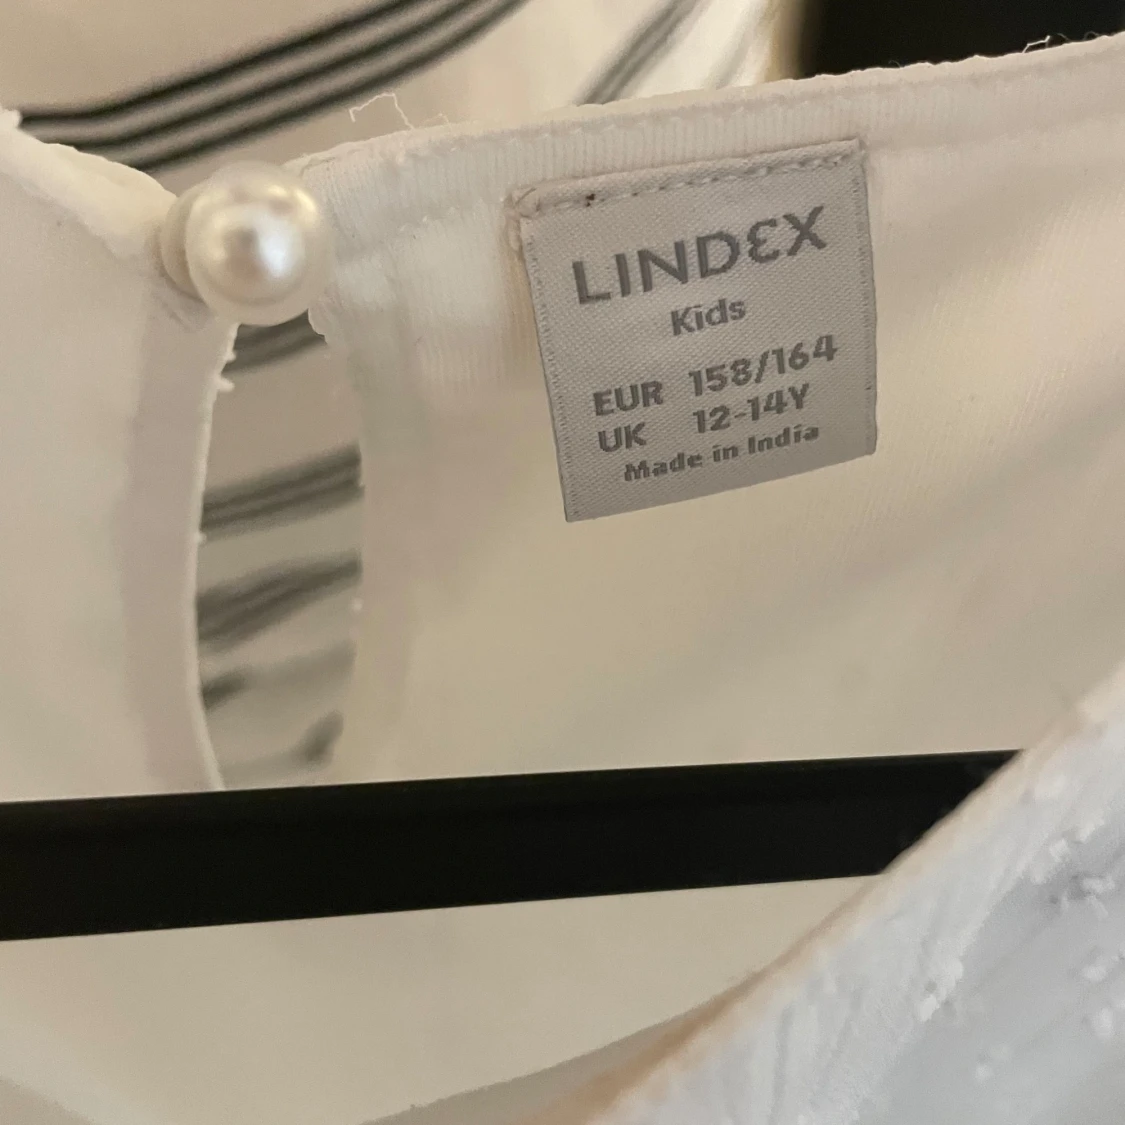 LINDEX
Kids
EUR 158/164
UK 12-14Y
Made in India